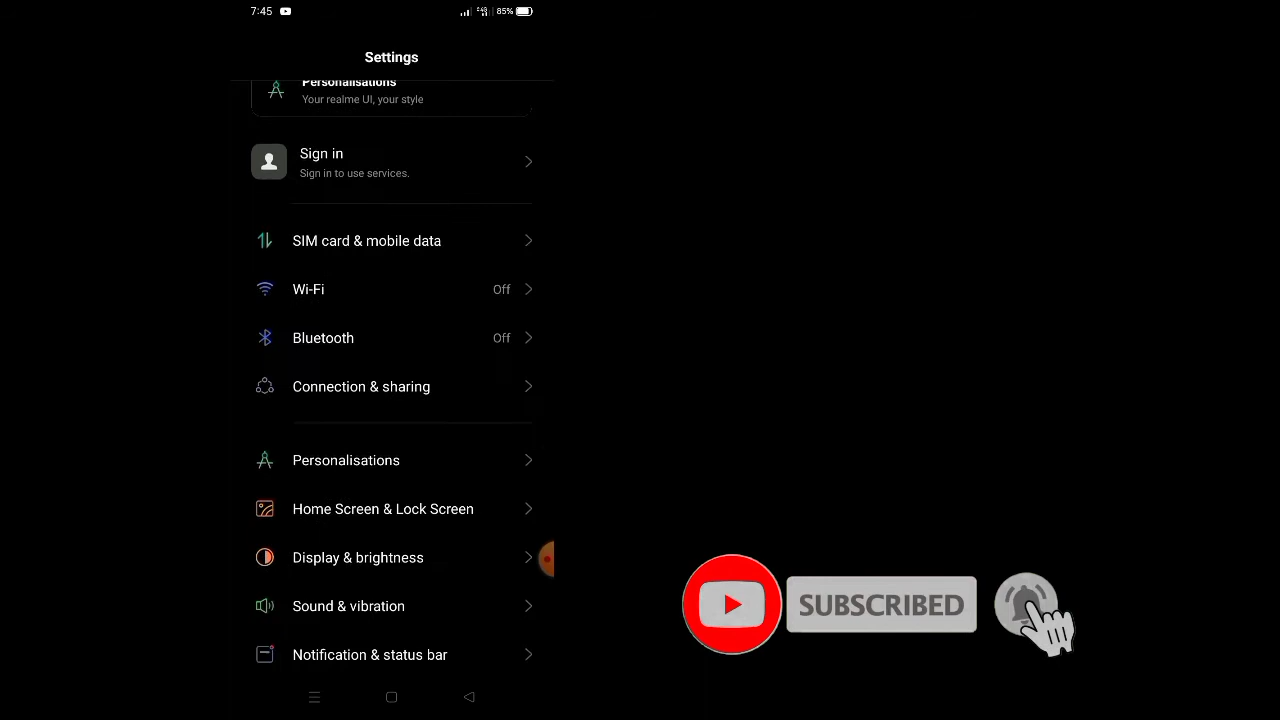 7:45 85%
Settings
Personalisations
Your realme UI, your style
Sign in
Sign in to use services.
SIM card & mobile data
Wi-Fi Off
Bluetooth Off
Connection & sharing
Personalisations
Home Screen & Lock Screen
Display & brightness
Sound & vibration
Notification & status bar
SUBSCRIBED